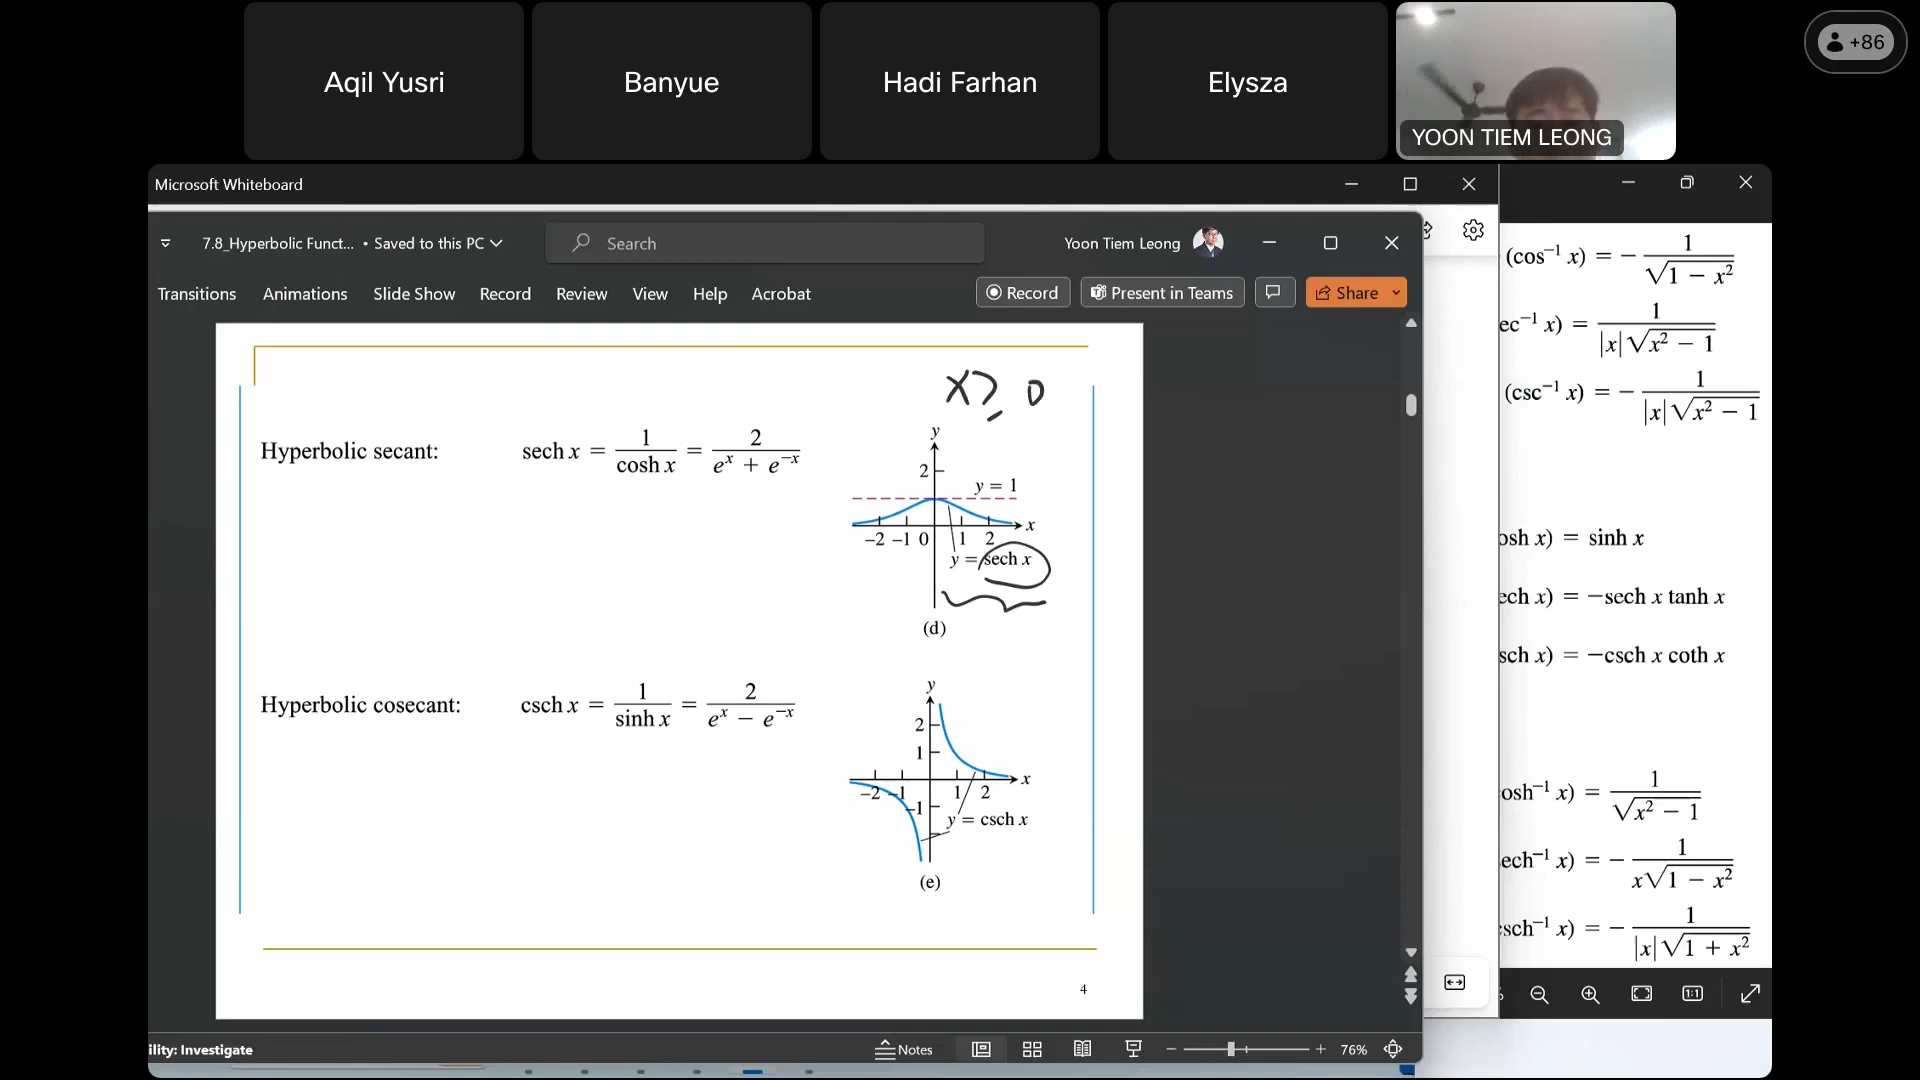 Aqil Yusri
Banyue
Hadi Farhan
Elysza
YOON TIEM LEONG
+86
Microsoft Whiteboard
7.8_Hyperbolic Funct... • Saved to this PC
Search
Yoon Tiem Leong
Transitions Animations Slide Show Record Review View Help Acrobat
Record
Present in Teams
Share
x ≥ 0
Hyperbolic secant: sech x = 1/cosh x = 2/(e^x + e^−x)
y
2
y = 1
x
−2 −1 0 1 2
y = sech x
(d)
Hyperbolic cosecant: csch x = 1/sinh x = 2/(e^x − e^−x)
y
2
1
x
−2 −1 1 2
−1
y = csch x
(e)
4
ility: Investigate
Notes
76%
(cos⁻¹ x) = − 1/√(1 − x²)
ec⁻¹ x) = 1/(|x|√(x² − 1))
(csc⁻¹ x) = − 1/(|x|√(x² − 1))
osh x) = sinh x
ech x) = −sech x tanh x
sch x) = −csch x coth x
osh⁻¹ x) = 1/√(x² − 1)
ech⁻¹ x) = − 1/(x√(1 − x²))
sch⁻¹ x) = − 1/(|x|√(1 + x²))
1:1